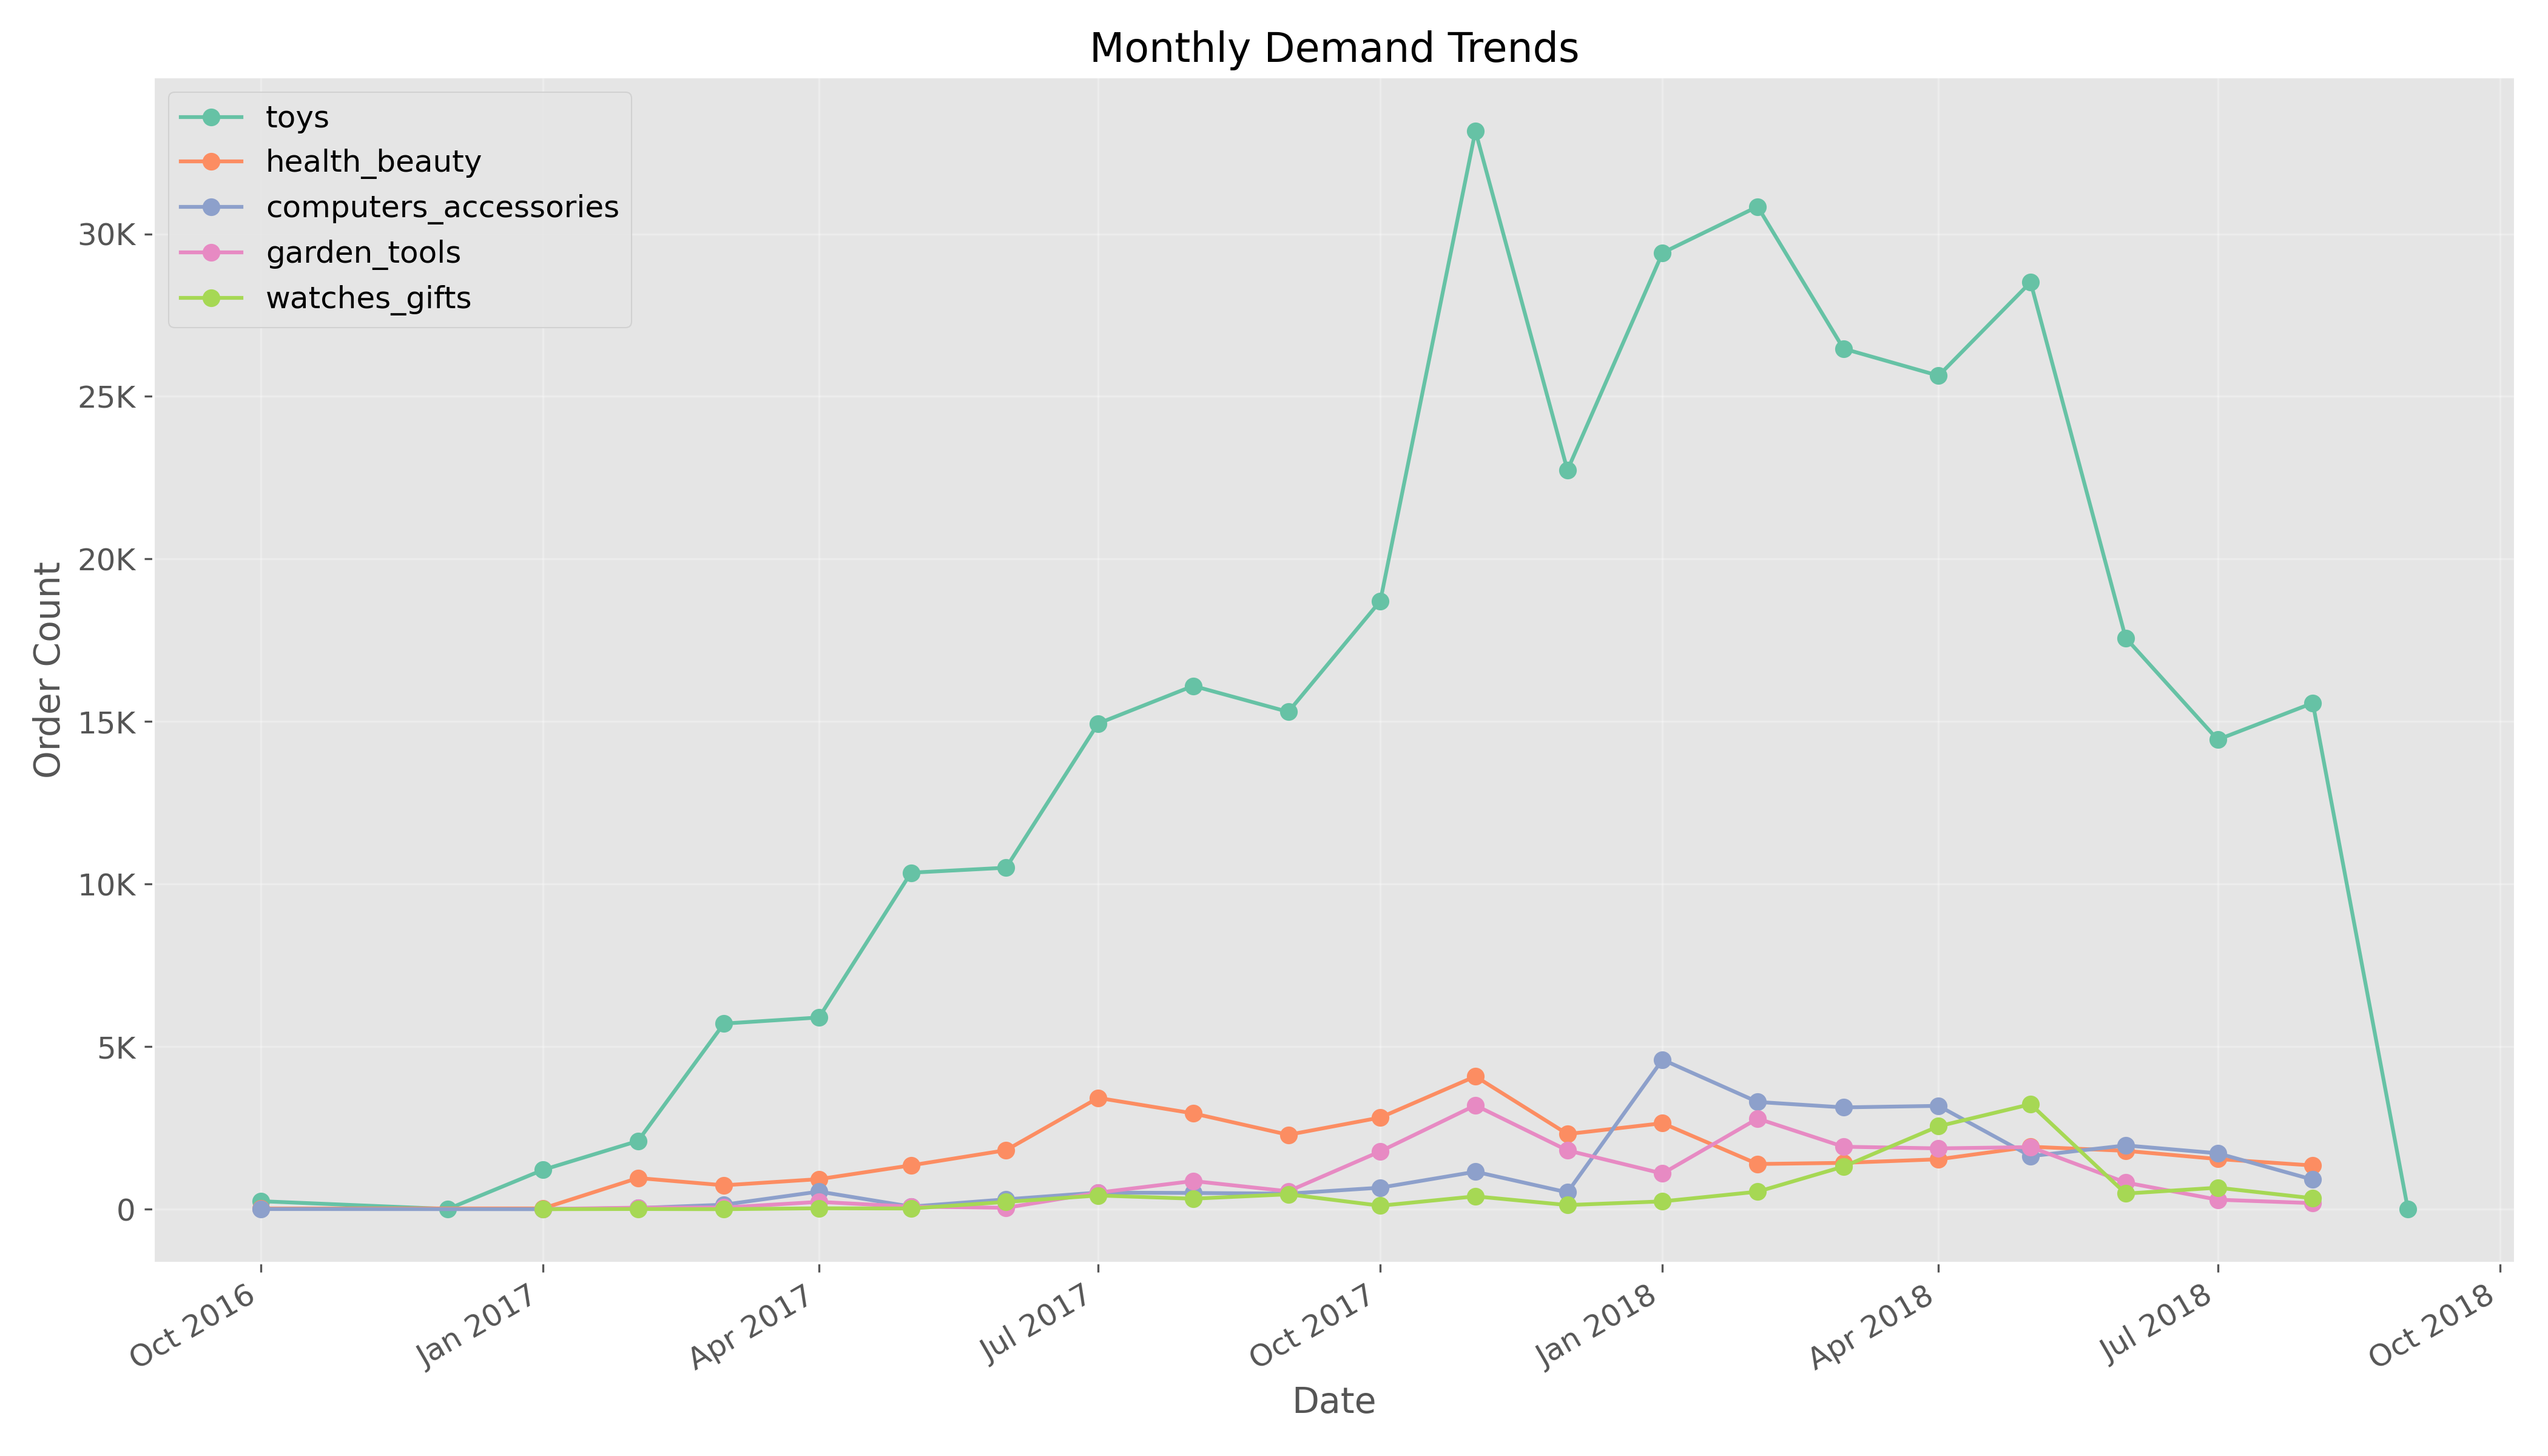 Monthly Demand Trends
toys
health_beauty
computers_accessories
garden_tools
watches_gifts
30K
25K
20K
15K
10K
5K
0
Order Count
Oct 2016
Jan 2017
Apr 2017
Jul 2017
Oct 2017
Jan 2018
Apr 2018
Jul 2018
Oct 2018
Date